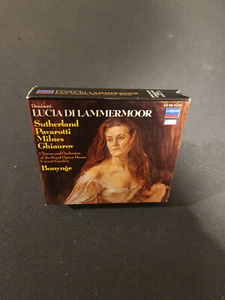 Donizetti
LUCIA DI LAMMERMOOR
Sutherland
Pavarotti
Milnes
Ghiaurov
Chorus and Orchestra
of the Royal Opera House
Covent Garden
Bonynge